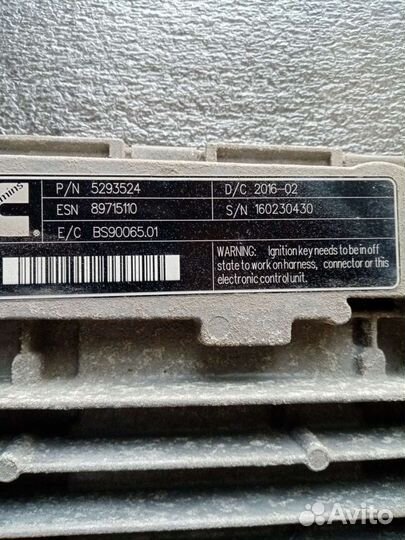 P/N 5293524 D/C 2016-02
ESN 89715110 S/N 160230430
E/C BS90065.01
WARNING: Ignition key needs to be in off
state to work on harness, connector or this
electronic control unit.
Avito